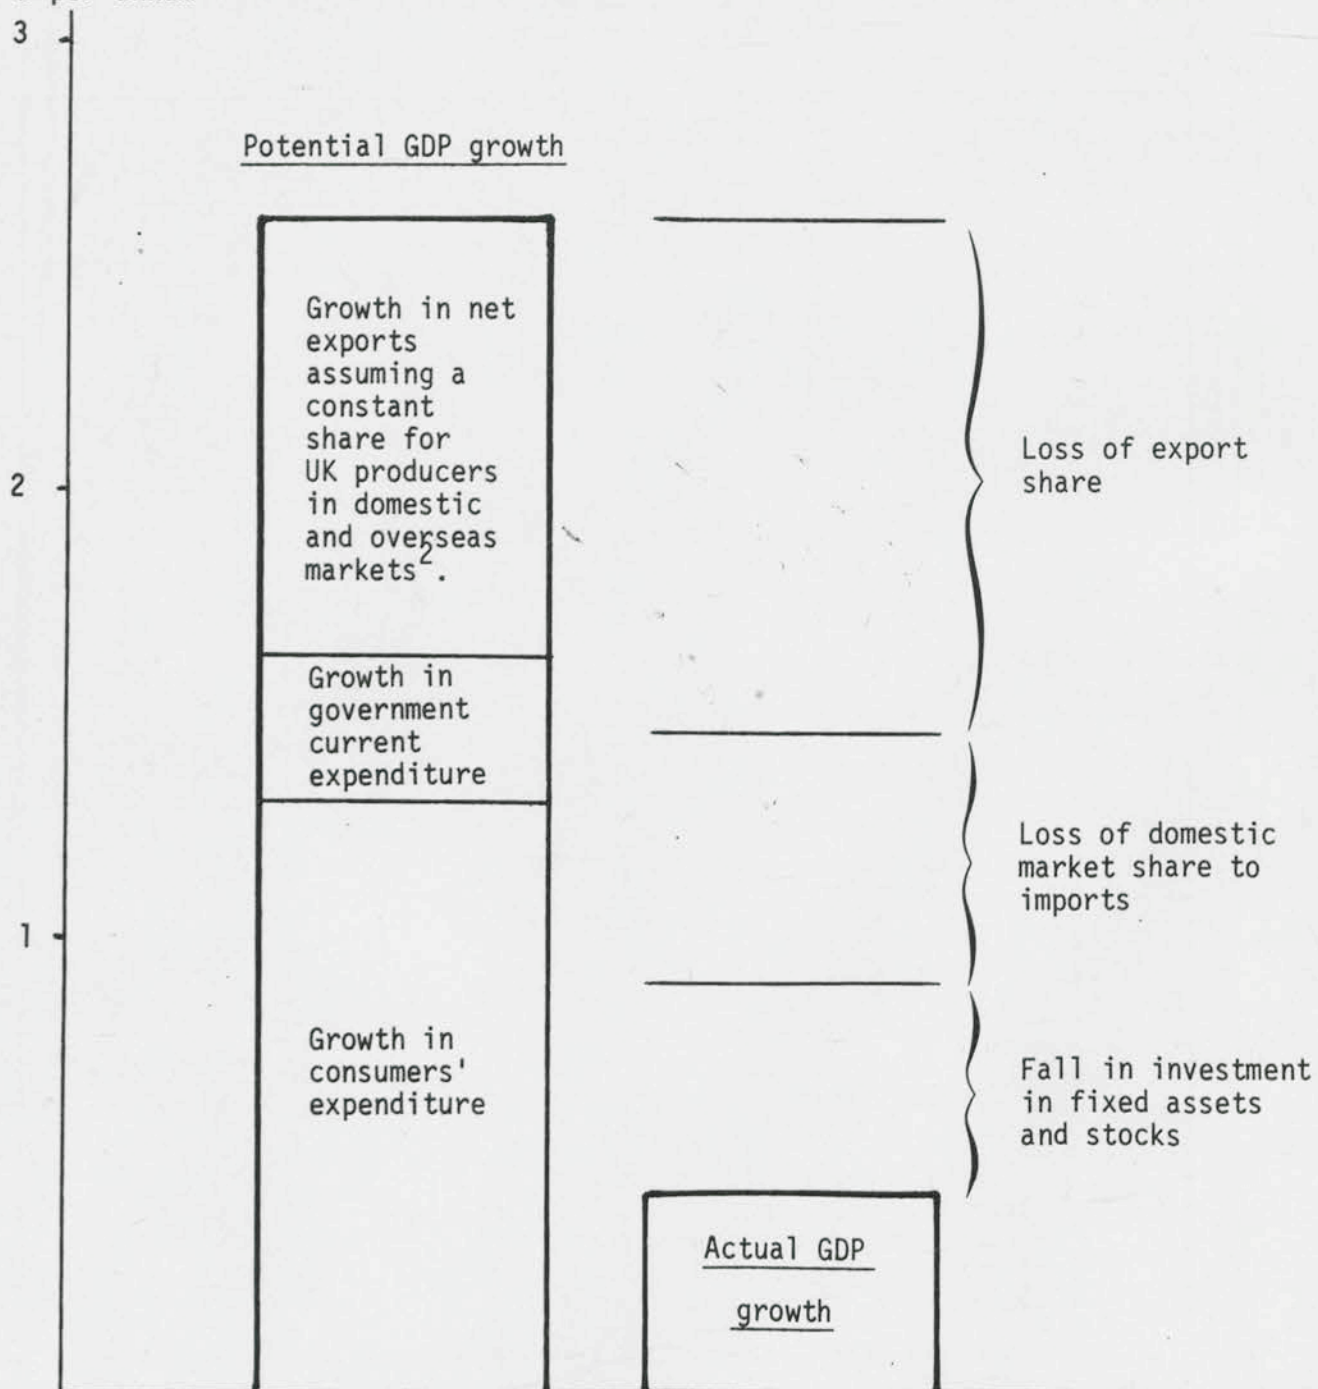 3
Potential GDP growth
Growth in net
exports
assuming a
constant
share for
UK producers
in domestic
and overseas
markets2.
Loss of export
share
2
Growth in
government
current
expenditure
Loss of domestic
market share to
imports
1
Growth in
consumers'
expenditure
Fall in investment
in fixed assets
and stocks
Actual GDP
growth